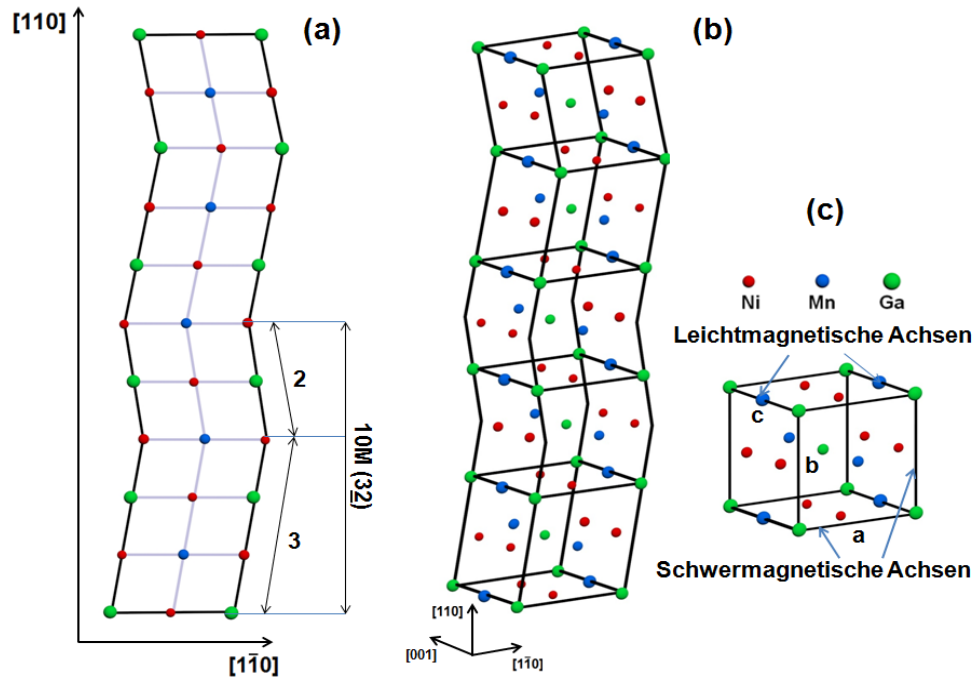 [110]
(a)
2
3
10M (32̲)
[11̅0]
(b)
[110]
[001]
[11̅0]
(c)
Ni Mn Ga
Leichtmagnetische Achsen
c
b
a
Schwermagnetische Achsen